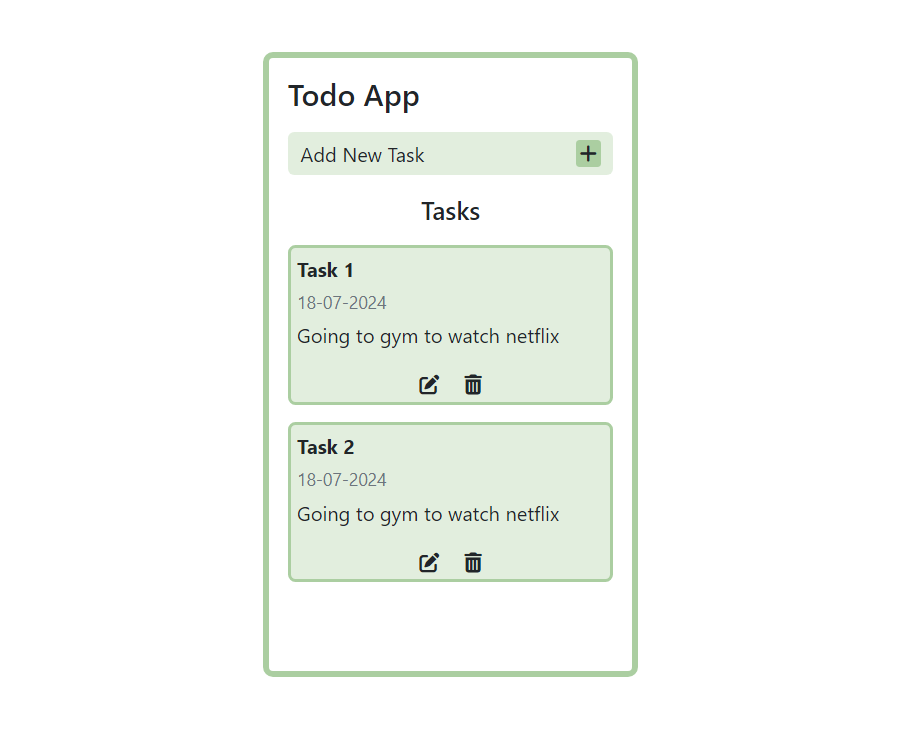 Todo App
Add New Task
Tasks
Task 1
18-07-2024
Going to gym to watch netflix
Task 2
18-07-2024
Going to gym to watch netflix